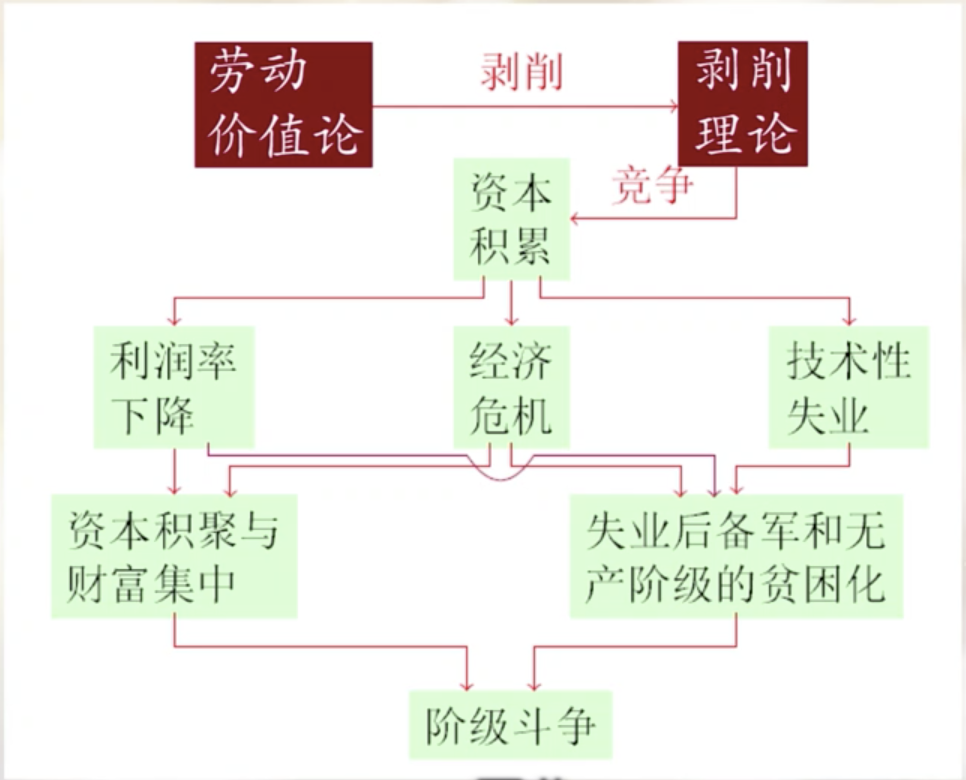 劳动
价值论
剥削
剥削
理论
竞争
资本
积累
利润率
下降
经济
危机
技术性
失业
资本积聚与
财富集中
失业后备军和无
产阶级的贫困化
阶级斗争